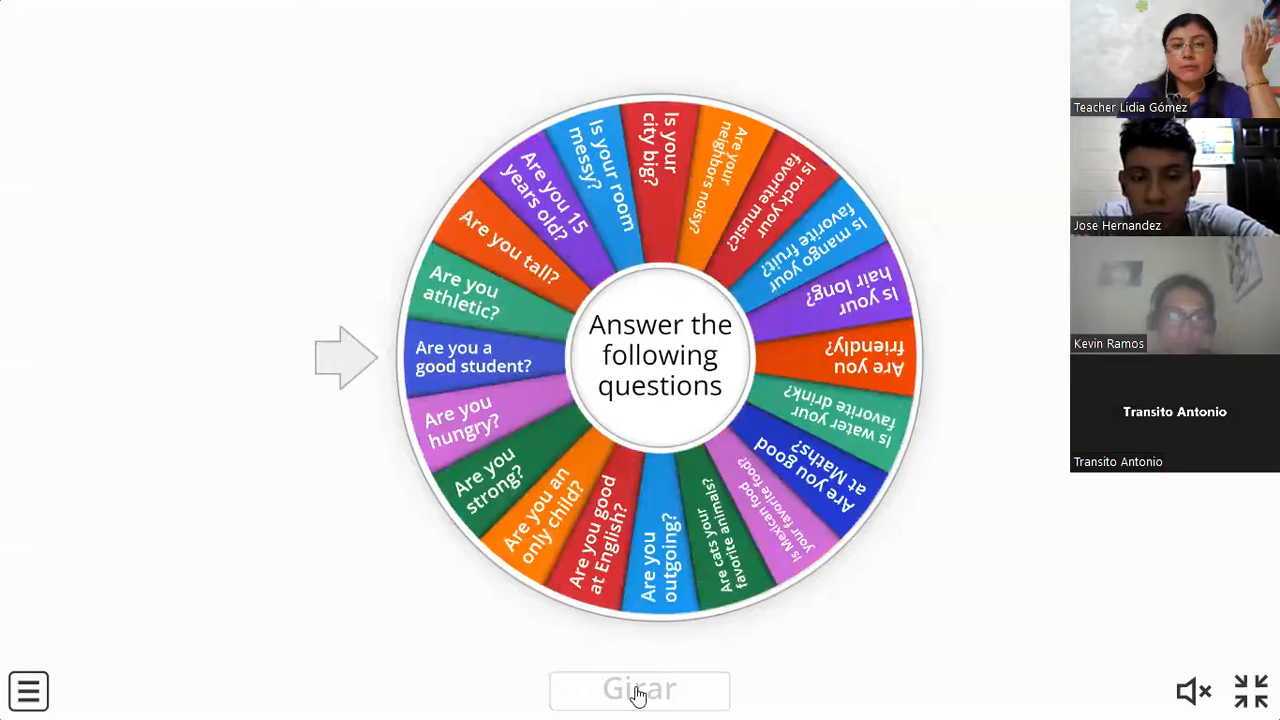 Answer the
following
questions
Is your
city big?
Are your
neighbors noisy?
Is rock your
favorite music?
Is mango your
favorite fruit?
Is your
hair long?
Are you
friendly?
Is water your
favorite drink?
Are you good
at Maths?
Is Mexican food
your favorite food?
Are cats your
favorite animals?
Are you
outgoing?
Are you good
at English?
Are you an
only child?
Are you
strong?
Are you
hungry?
Are you a
good student?
Are you
athletic?
Are you tall?
Are you 15
years old?
Is your room
messy?
Girar
Teacher Lidia Gómez
Jose Hernandez
Kevin Ramos
Transito Antonio
Transito Antonio